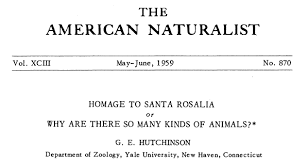 THE
AMERICAN NATURALIST
Vol. XCIII May-June, 1959 No. 870
HOMAGE TO SANTA ROSALIA
or
WHY ARE THERE SO MANY KINDS OF ANIMALS?*
G. E. HUTCHINSON
Department of Zoology, Yale University, New Haven, Connecticut